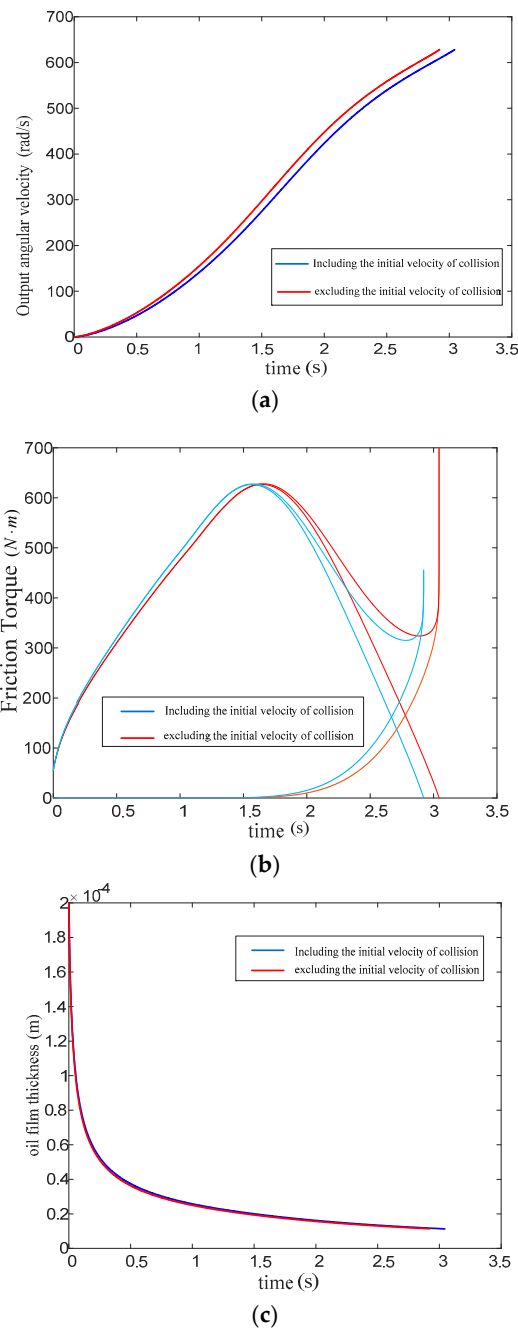 700
600
500
400
300
200
100
0
Output angular velocity (rad/s)
Including the initial velocity of collision
excluding the initial velocity of collision
0 0.5 1 1.5 2 2.5 3 3.5
time (s)
(a)
700
600
500
400
300
200
100
0
Friction Torque (N·m)
Including the initial velocity of collision
excluding the initial velocity of collision
0 0.5 1.0 1.5 2.0 2.5 3.0 3.5
time (s)
(b)
2 × 10⁻⁴
1.8
1.6
1.4
1.2
1
0.8
0.6
0.4
0.2
0
oil film thickness (m)
Including the initial velocity of collision
excluding the initial velocity of collision
0 0.5 1 1.5 2 2.5 3 3.5
time (s)
(c)